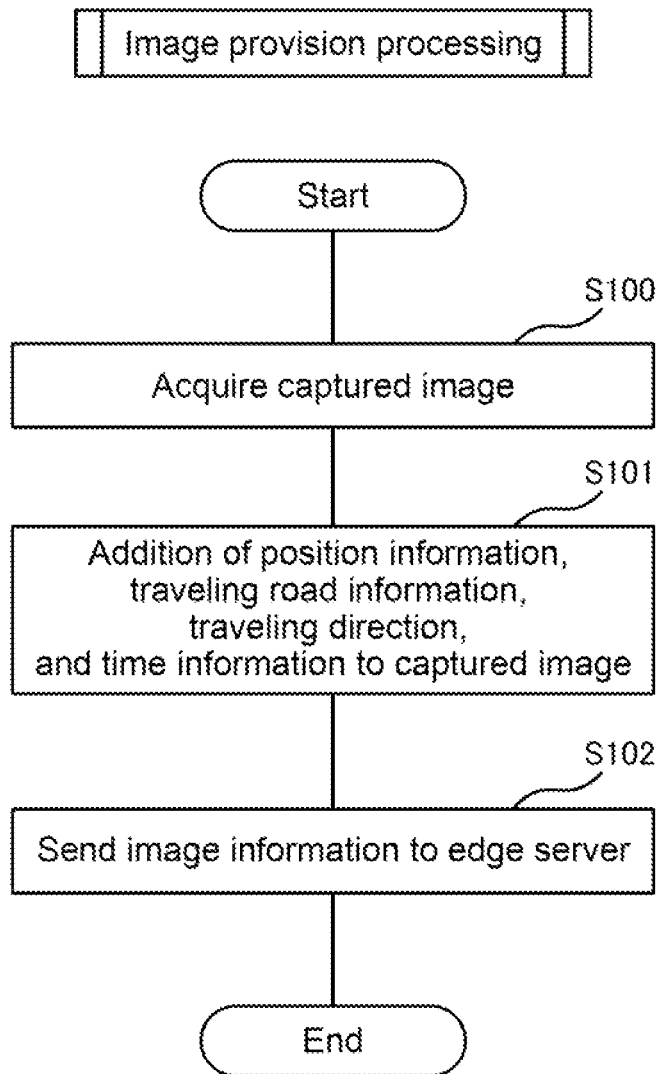 Image provision processing
Start
S100
Acquire captured image
S101
Addition of position information,
traveling road information,
traveling direction,
and time information to captured image
S102
Send image information to edge server
End